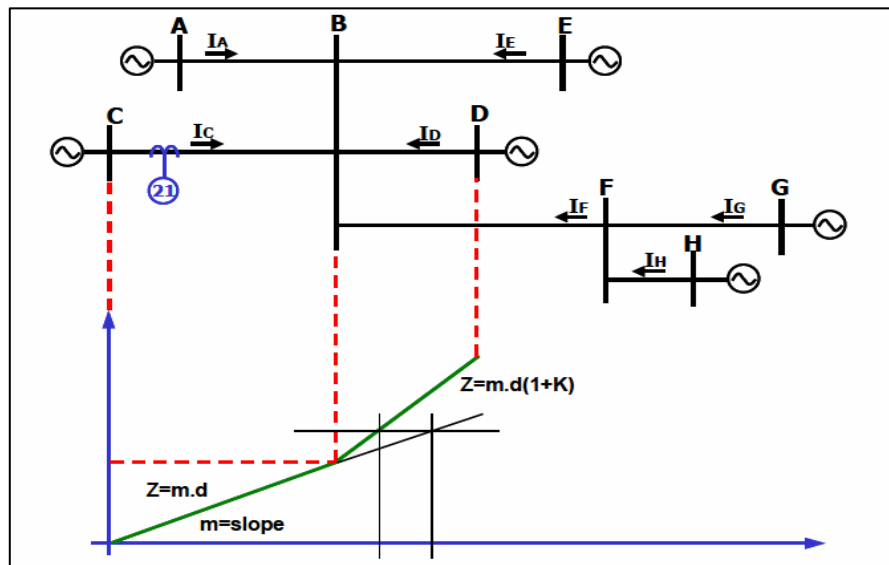 A
B
E
IA
IE
C
D
IC
ID
21
F
G
IF
IG
H
IH
Z=m.d(1+K)
Z=m.d
m=slope